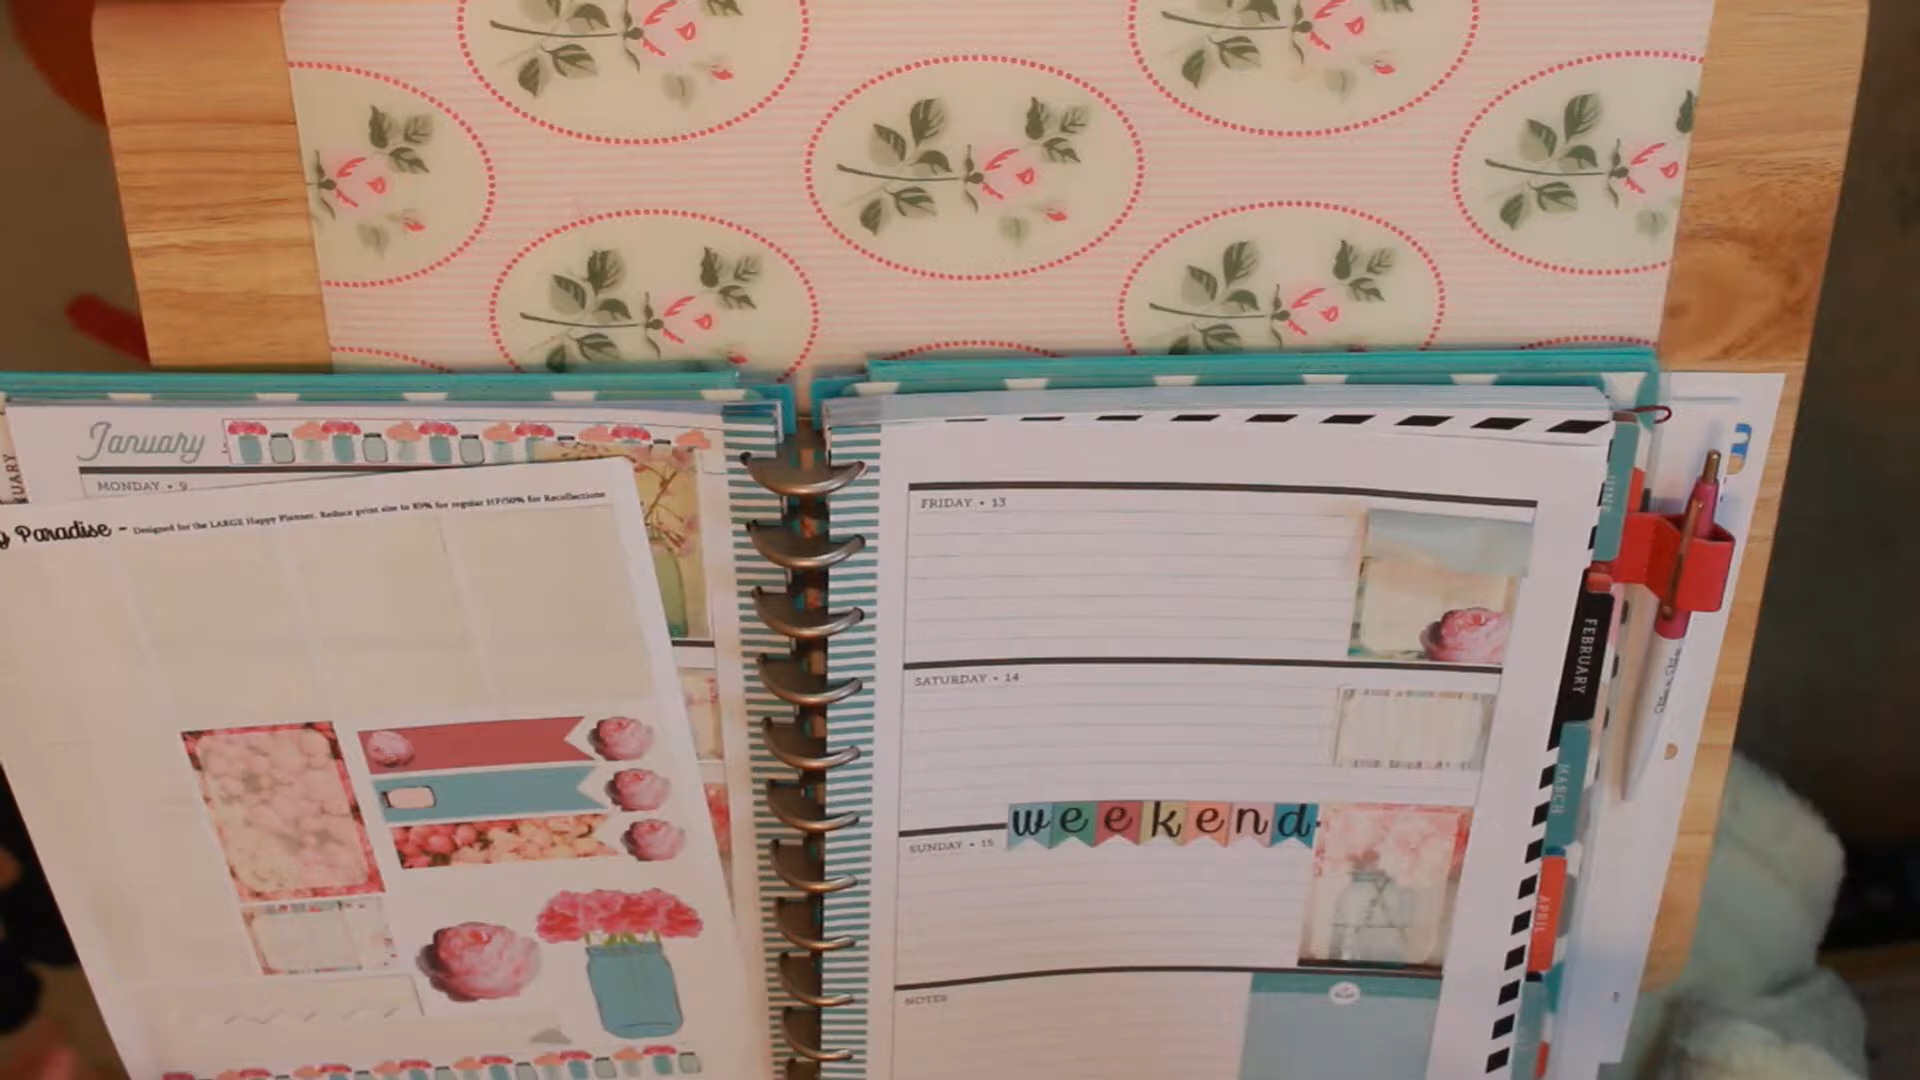 January
MONDAY • 9
Paradise - Designed for the LARGE Happy Planner. Reduce print size to 85% for regular HP/50% for Recollections
FRIDAY • 13
SATURDAY • 14
weekend
SUNDAY • 15
NOTES
FEBRUARY
MARCH
APRIL